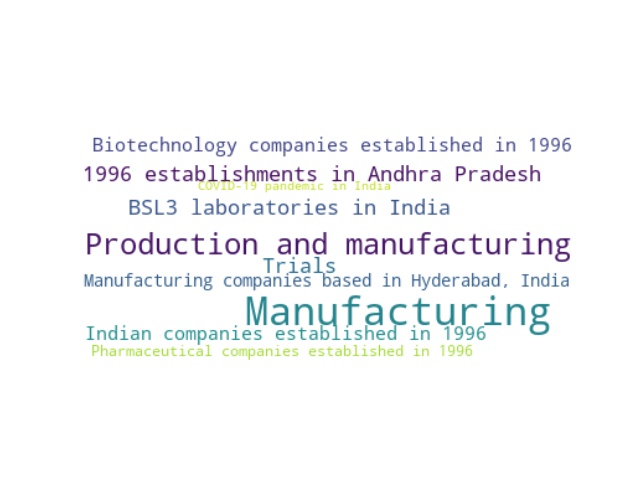 Biotechnology companies established in 1996
1996 establishments in Andhra Pradesh
COVID-19 pandemic in India
BSL3 laboratories in India
Production and manufacturing
Trials
Manufacturing companies based in Hyderabad, India
Manufacturing
Indian companies established in 1996
Pharmaceutical companies established in 1996